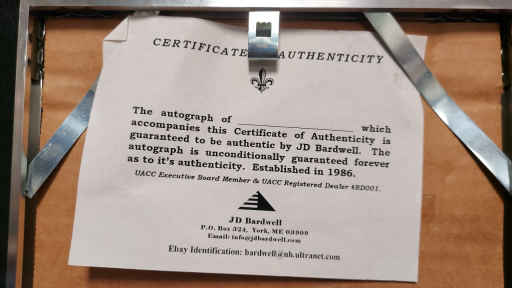 CERTIFICATE AUTHENTICITY
The autograph of ____________________ which
accompanies this Certificate of Authenticity is
guaranteed to be authentic by JD Bardwell. The
autograph is unconditionally guaranteed forever
as to it's authenticity. Established in 1986.
UACC Executive Board Member & UACC Registered Dealer #RD001.
JD Bardwell
P.O. Box 324, York, ME 03909
Email: info@jdbardwell.com
Ebay Identification: bardwell@nh.ultranet.com